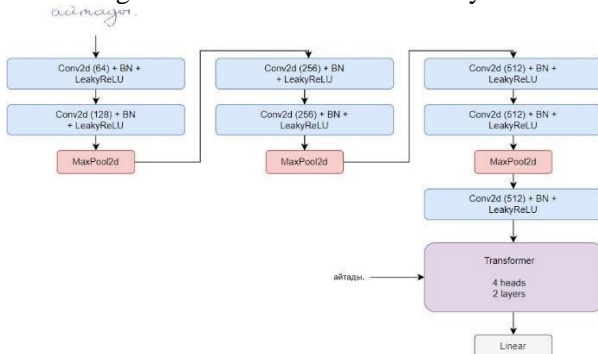 айтады.
Conv2d (64) + BN +
LeakyReLU
Conv2d (128) + BN
+ LeakyReLU
MaxPool2d
Conv2d (256) + BN +
LeakyReLU
Conv2d (256) + BN +
LeakyReLU
MaxPool2d
Conv2d (512) + BN +
LeakyReLU
Conv2d (512) + BN +
LeakyReLU
MaxPool2d
Conv2d (512) + BN +
LeakyReLU
Transformer
4 heads
2 layers
айтады.
Linear